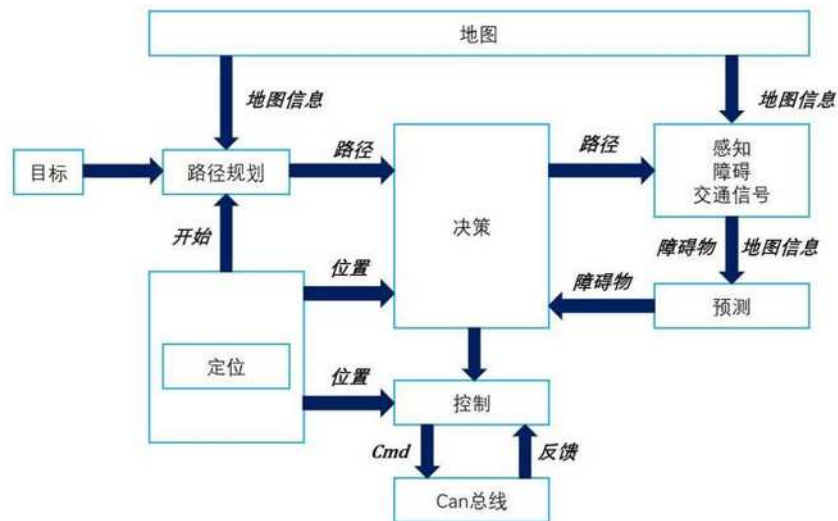 地图
地图信息
地图信息
目标
路径规划
路径
决策
路径
感知
障碍
交通信号
开始
位置
障碍物
地图信息
障碍物
预测
定位
位置
控制
Cmd
反馈
Can总线